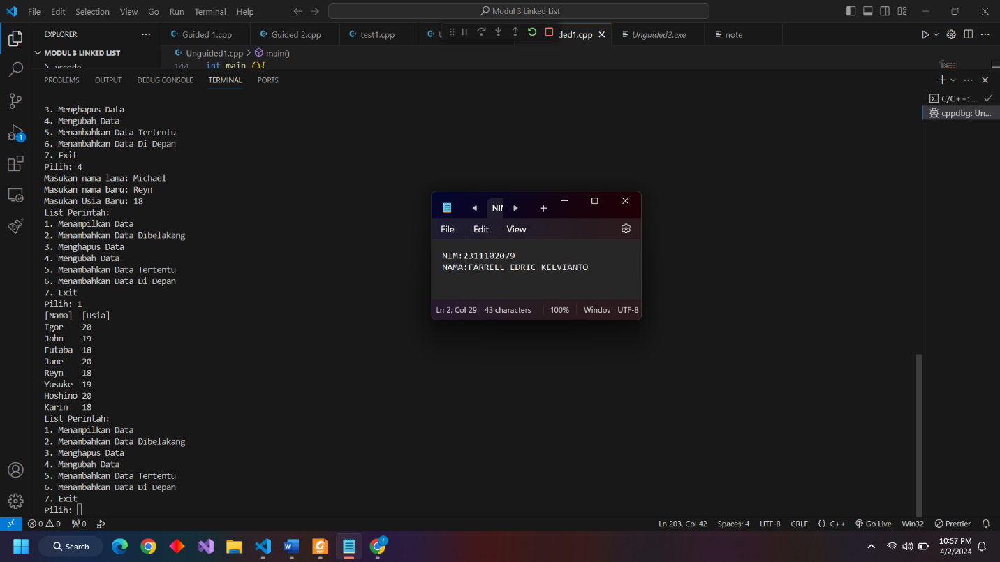 File Edit Selection View Go Run Terminal Help
Modul 3 Linked List
EXPLORER
Guided 1.cpp
Guided 2.cpp
test1.cpp
ded1.cpp
Unguided2.exe
note
MODUL 3 LINKED LIST
Unguided1.cpp > main()
144 int main (){
PROBLEMS OUTPUT DEBUG CONSOLE TERMINAL PORTS
C/C++: ...
cppdbg: Un...
1
3. Menghapus Data
4. Mengubah Data
5. Menambahkan Data Tertentu
6. Menambahkan Data Di Depan
7. Exit
Pilih: 4
Masukan nama lama: Michael
Masukan nama baru: Reyn
Masukan Usia Baru: 18
List Perintah:
1. Menampilkan Data
2. Menambahkan Data Dibelakang
3. Menghapus Data
4. Mengubah Data
5. Menambahkan Data Tertentu
6. Menambahkan Data Di Depan
7. Exit
Pilih: 1
[Nama] [Usia]
Igor 20
John 19
Futaba 18
Jane 20
Reyn 18
Yusuke 19
Hoshino 20
Karin 18
List Perintah:
1. Menampilkan Data
2. Menambahkan Data Dibelakang
3. Menghapus Data
4. Mengubah Data
5. Menambahkan Data Tertentu
6. Menambahkan Data Di Depan
7. Exit
Pilih:
File Edit View
NIM:2311102079
NAMA:FARRELL EDRIC KELVIANTO
Ln 2, Col 29 43 characters 100% Window UTF-8
0 0 0 Ln 203, Col 42 Spaces: 4 UTF-8 CRLF {} C++ Go Live Win32 Prettier
Search
10:57 PM
4/2/2024